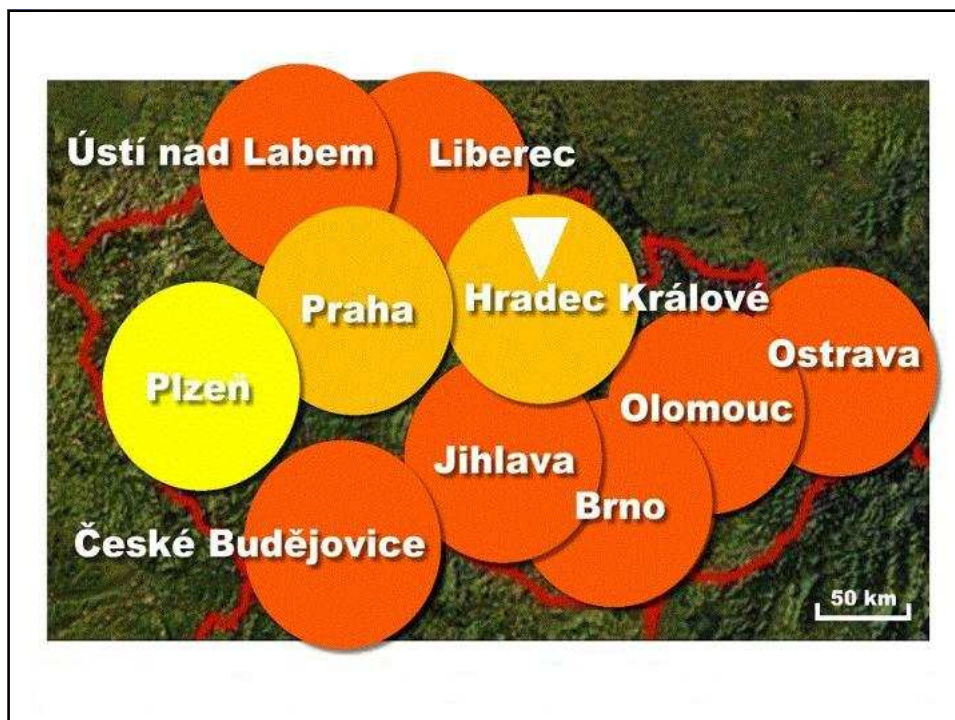 Ústí nad Labem
Liberec
Praha
Hradec Králové
Plzeň
Ostrava
Olomouc
Jihlava
Brno
České Budějovice
50 km